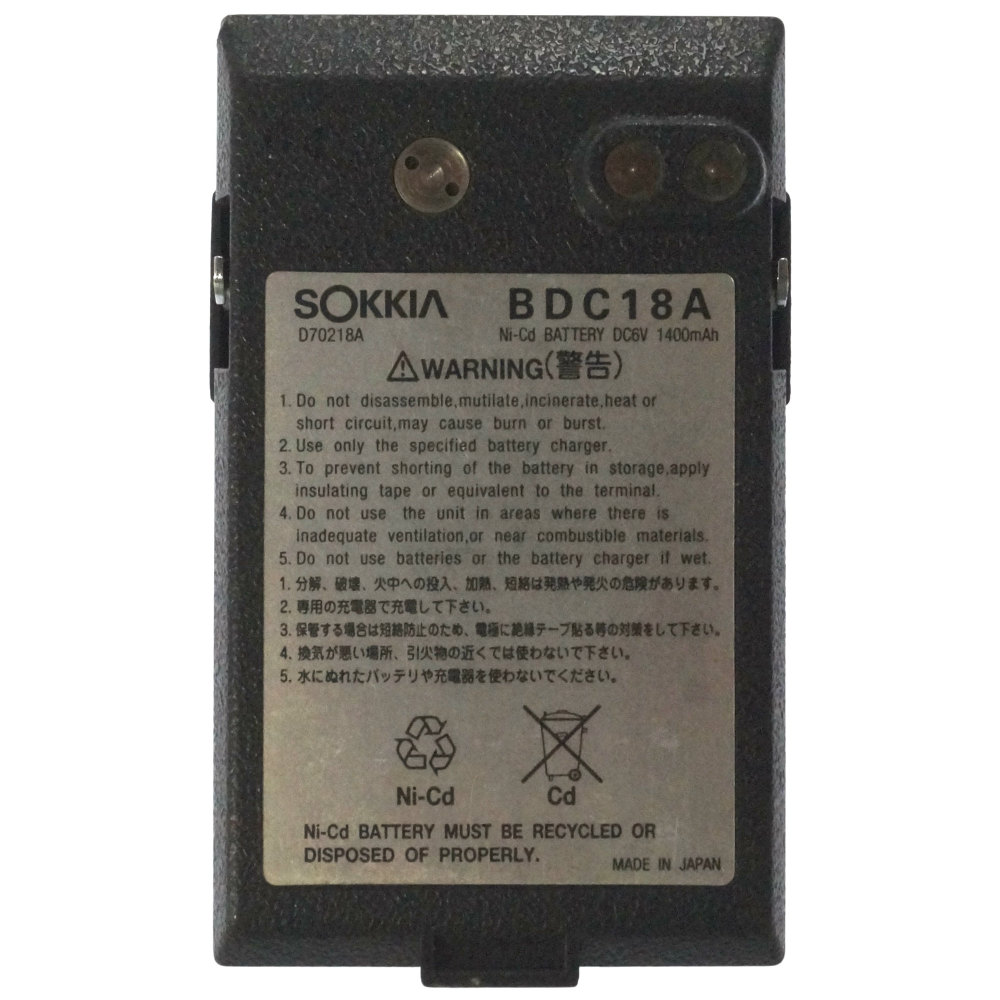 SOKKIA BDC18A
D70218A Ni-Cd BATTERY DC6V 1400mAh
WARNING(警告)
1. Do not disassemble,mutilate,incinerate,heat or
short circuit,may cause burn or burst.
2. Use only the specified battery charger.
3. To prevent shorting of the battery in storage,apply
insulating tape or equivalent to the terminal.
4. Do not use the unit in areas where there is
inadequate ventilation,or near combustible materials.
5. Do not use batteries or the battery charger if wet.
1. 分解、破壊、火中への投入、加熱、短絡は発熱や発火の危険があります。
2. 専用の充電器で充電して下さい。
3. 保管する場合は短絡防止のため、電極に絶縁テープ貼る等の対策をして下さい。
4. 換気が悪い場所、引火物の近くでは使わないで下さい。
5. 水にぬれたバッテリや充電器を使わないでください。
Ni-Cd Cd
Ni-Cd BATTERY MUST BE RECYCLED OR
DISPOSED OF PROPERLY.
MADE IN JAPAN